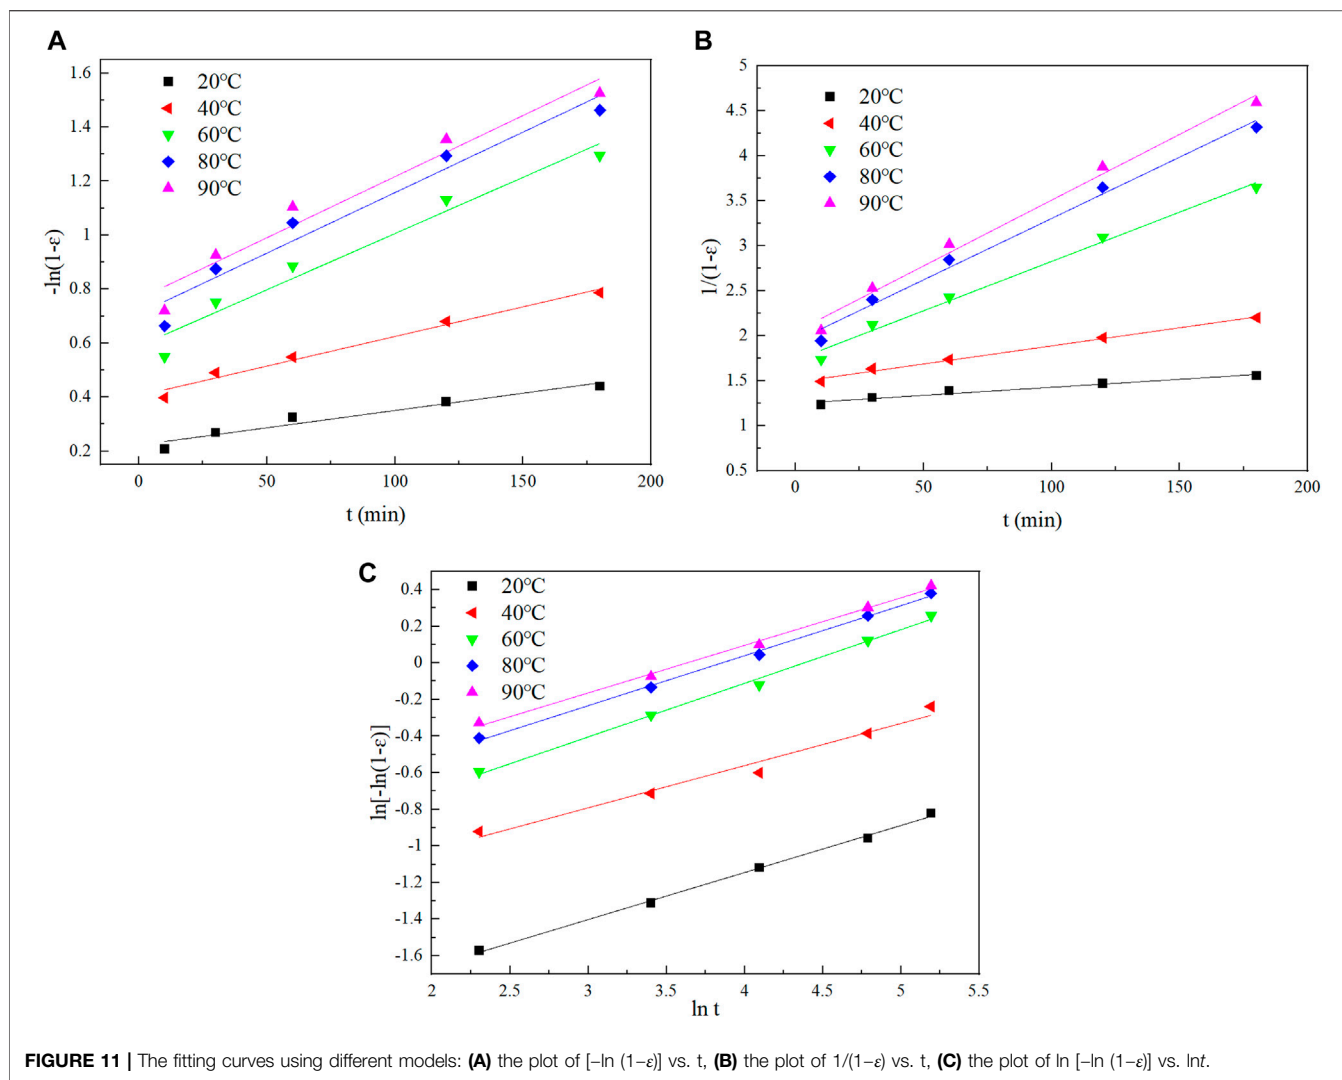 A
1.6
1.4
1.2
1
0.8
0.6
0.4
0.2
-ln(1-ε)
20°C
40°C
60°C
80°C
90°C
0
50
100
150
200
t (min)
B
5
4.5
4
3.5
3
2.5
2
1.5
1
0.5
1/(1-ε)
20°C
40°C
60°C
80°C
90°C
0
50
100
150
200
t (min)
C
0.4
0.2
0
-0.2
-0.4
-0.6
-0.8
-1
-1.2
-1.4
-1.6
ln[-ln(1-ε)]
20°C
40°C
60°C
80°C
90°C
2
2.5
3
3.5
4
4.5
5
5.5
ln t
FIGURE 11 | The fitting curves using different models: (A) the plot of [−ln (1−ε)] vs. t, (B) the plot of 1/(1−ε) vs. t, (C) the plot of ln [−ln (1−ε)] vs. lnt.